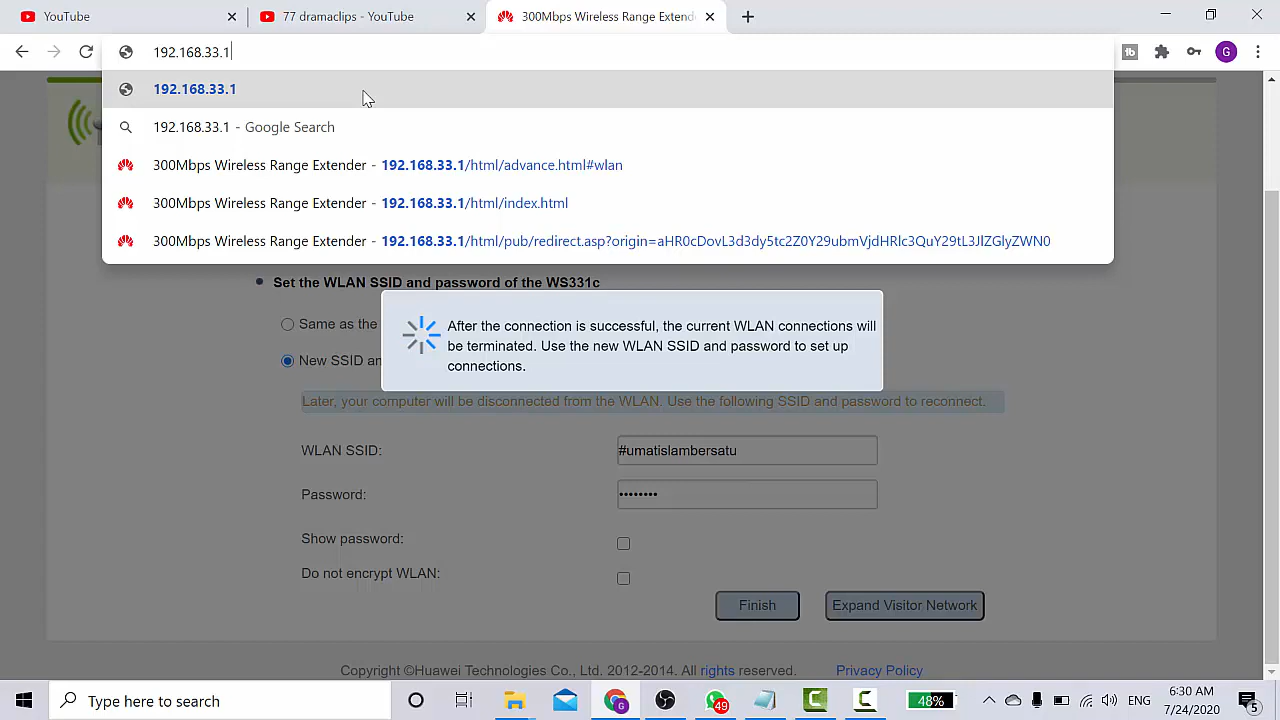 YouTube
77 dramaclips - YouTube
300Mbps Wireless Range Extend
192.168.33.1
192.168.33.1
192.168.33.1 - Google Search
300Mbps Wireless Range Extender - 192.168.33.1/html/advance.html#wlan
300Mbps Wireless Range Extender - 192.168.33.1/html/index.html
300Mbps Wireless Range Extender - 192.168.33.1/html/pub/redirect.asp?origin=aHR0cDovL3d3dy5tc2Z0Y29ubmVjdHRlc3QuY29tL3JlZGlyZWN0
Set the WLAN SSID and password of the WS331c
Same as the
New SSID an
After the connection is successful, the current WLAN connections will
be terminated. Use the new WLAN SSID and password to set up
connections.
Later, your computer will be disconnected from the WLAN. Use the following SSID and password to reconnect.
WLAN SSID: #umatislambersatu
Password: ••••••••
Show password:
Do not encrypt WLAN:
Finish Expand Visitor Network
Copyright ©Huawei Technologies Co., Ltd. 2012-2014. All rights reserved. Privacy Policy
Type here to search
49
48%
ENG
6:30 AM
7/24/2020
5
G
tb